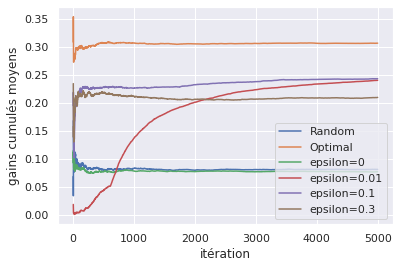 0.35
0.30
0.25
0.20
0.15
0.10
0.05
0.00
gains cumulés moyens
Random
Optimal
epsilon=0
epsilon=0.01
epsilon=0.1
epsilon=0.3
0
1000
2000
3000
4000
5000
itération